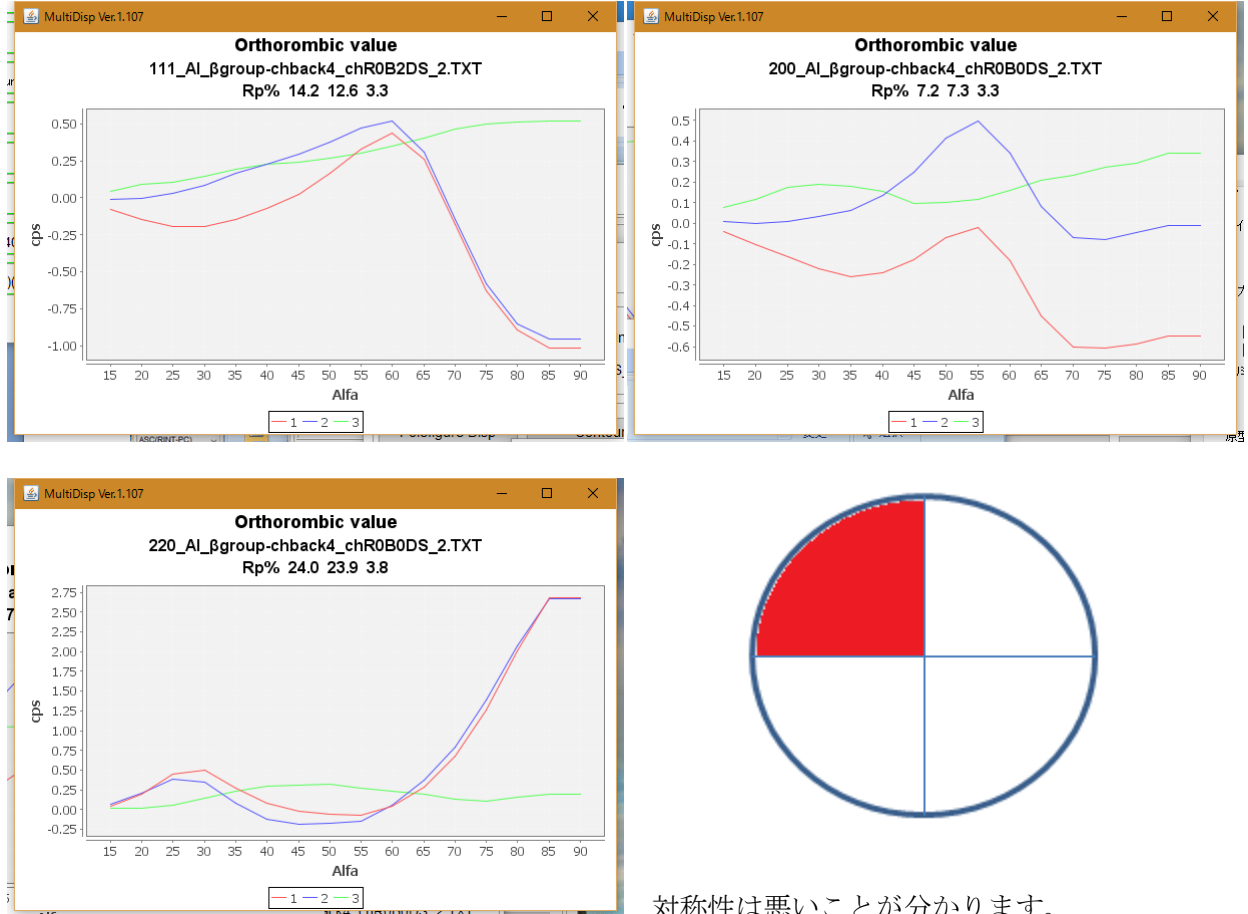 MultiDisp Ver.1.107
Orthorombic value
111_Al_βgroup-chback4_chR0B2DS_2.TXT
Rp% 14.2 12.6 3.3
0.50
0.25
0.00
-0.25
-0.50
-0.75
-1.00
cps
15 20 25 30 35 40 45 50 55 60 65 70 75 80 85 90
Alfa
1 2 3
ASC(RINT-PC)
MultiDisp Ver.1.107
Orthorombic value
200_Al_βgroup-chback4_chR0B0DS_2.TXT
Rp% 7.2 7.3 3.3
0.5
0.4
0.3
0.2
0.1
0.0
-0.1
-0.2
-0.3
-0.4
-0.5
-0.6
cps
15 20 25 30 35 40 45 50 55 60 65 70 75 80 85 90
Alfa
1 2 3
MultiDisp Ver.1.107
Orthorombic value
220_Al_βgroup-chback4_chR0B0DS_2.TXT
Rp% 24.0 23.9 3.8
2.75
2.50
2.25
2.00
1.75
1.50
1.25
1.00
0.75
0.50
0.25
0.00
-0.25
cps
15 20 25 30 35 40 45 50 55 60 65 70 75 80 85 90
Alfa
1 2 3
対称性は悪いことが分かります。